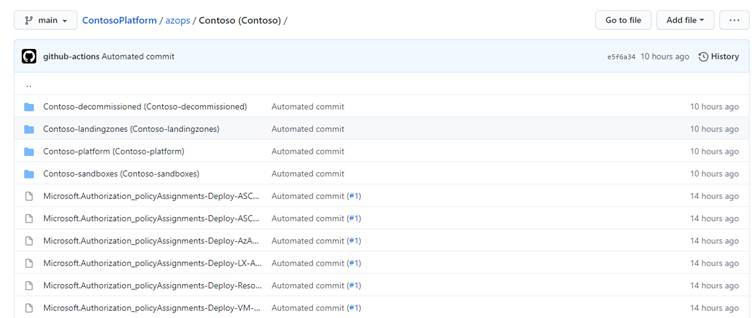 main ContosoPlatform / azops / Contoso (Contoso) / Go to file Add file ...
github-actions Automated commit e5f6a34 10 hours ago History
..
Contoso-decommissioned (Contoso-decommissioned) Automated commit 10 hours ago
Contoso-landingzones (Contoso-landingzones) Automated commit 10 hours ago
Contoso-platform (Contoso-platform) Automated commit 10 hours ago
Contoso-sandboxes (Contoso-sandboxes) Automated commit 10 hours ago
Microsoft.Authorization_policyAssignments-Deploy-ASC... Automated commit (#1) 14 hours ago
Microsoft.Authorization_policyAssignments-Deploy-ASC... Automated commit (#1) 14 hours ago
Microsoft.Authorization_policyAssignments-Deploy-AzA... Automated commit (#1) 14 hours ago
Microsoft.Authorization_policyAssignments-Deploy-LX-A... Automated commit (#1) 14 hours ago
Microsoft.Authorization_policyAssignments-Deploy-Reso... Automated commit (#1) 14 hours ago
Microsoft.Authorization_policyAssignments-Deploy-VM-... Automated commit (#1) 14 hours ago